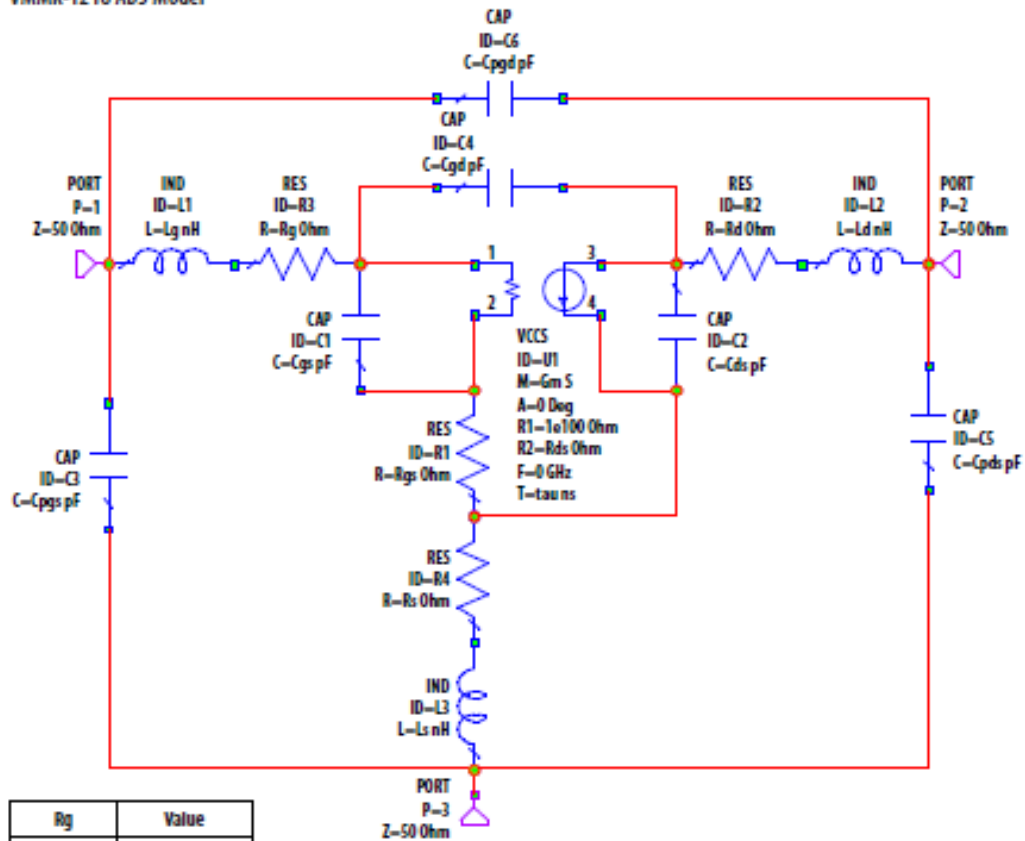 VMMK-1218 ADS Model
CAP
ID=C6
C=Cpgd pF
CAP
ID=C4
C=Cgd pF
PORT
P=1
Z=50 Ohm
IND
ID=L1
L=Lg nH
RES
ID=R3
R=Rg Ohm
RES
ID=R2
R=Rd Ohm
IND
ID=L2
L=Ld nH
PORT
P=2
Z=50 Ohm
1
2
3
4
CAP
ID=C1
C=Cgs pF
VCCS
ID=U1
M=Gm S
A=0 Deg
R1=1e100 Ohm
R2=Rds Ohm
F=0 GHz
T=tau ns
CAP
ID=C2
C=Cds pF
RES
ID=R1
R=Rgs Ohm
CAP
ID=C3
C=Cpgs pF
CAP
ID=C5
C=Cpds pF
RES
ID=R4
R=Rs Ohm
IND
ID=L3
L=Ls nH
PORT
P=3
Z=50 Ohm
Rg Value